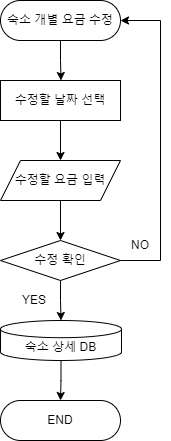 숙소 개별 요금 수정
수정할 날짜 선택
수정할 요금 입력
수정 확인
NO
YES
숙소 상세 DB
END